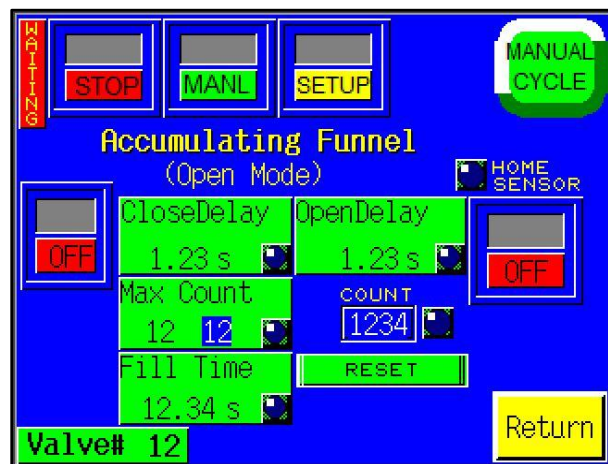 WAITING
STOP
MANL
SETUP
MANUAL
CYCLE
Accumulating Funnel
(Open Mode)
HOME
SENSOR
OFF
CloseDelay
1.23 s
OpenDelay
1.23 s
OFF
Max Count
12 12
COUNT
1234
Fill Time
12.34 s
RESET
Valve# 12
Return